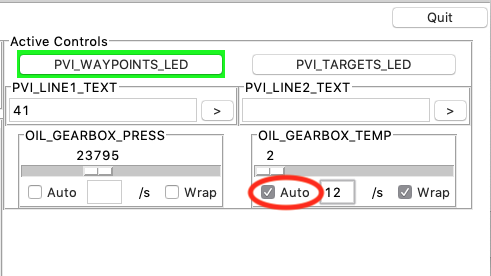 Quit
Active Controls
PVI_WAYPOINTS_LED PVI_TARGETS_LED
PVI_LINE1_TEXT PVI_LINE2_TEXT
41 > >
OIL_GEARBOX_PRESS OIL_GEARBOX_TEMP
23795 2
Auto /s Wrap Auto 12 /s Wrap